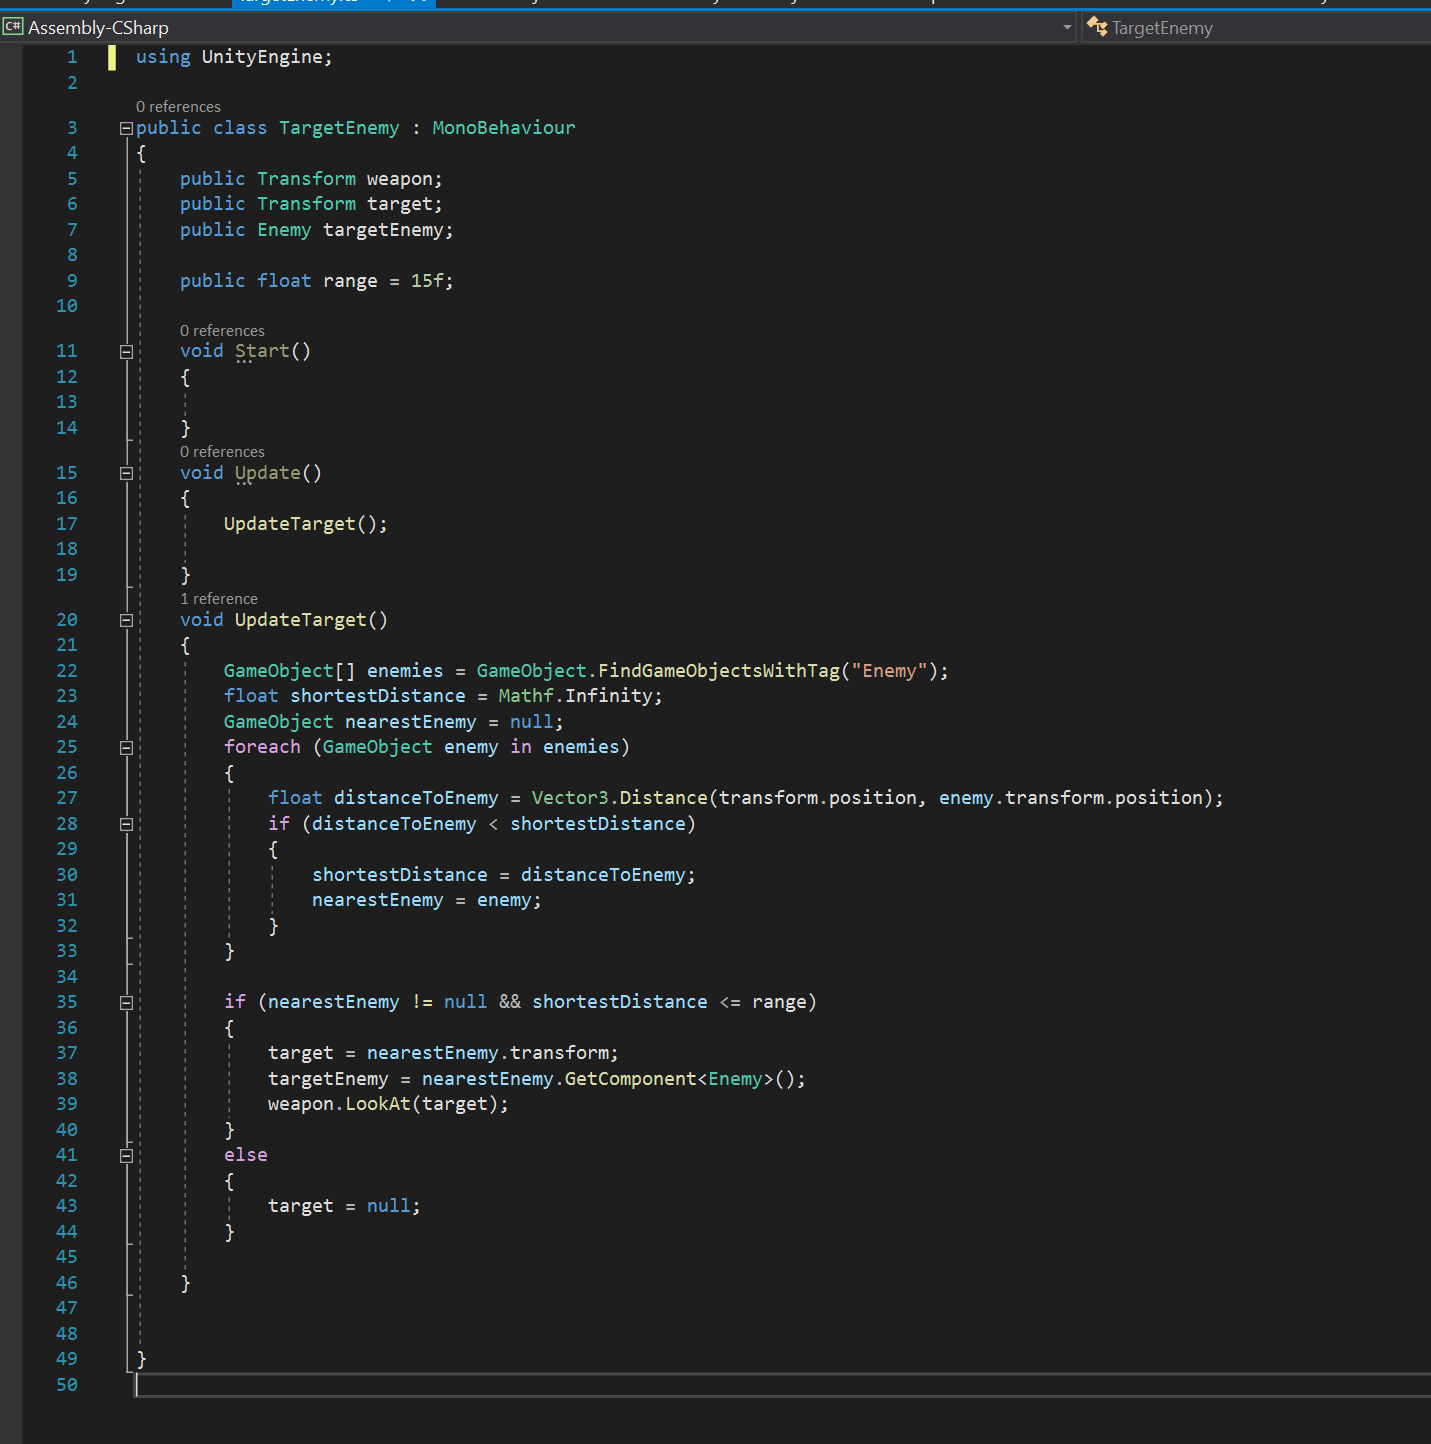 Assembly-CSharp TargetEnemy
1 using UnityEngine;
2
0 references
3 public class TargetEnemy : MonoBehaviour
4 {
5 public Transform weapon;
6 public Transform target;
7 public Enemy targetEnemy;
8
9 public float range = 15f;
10
0 references
11 void Start()
12 {
13
14 }
0 references
15 void Update()
16 {
17 UpdateTarget();
18
19 }
1 reference
20 void UpdateTarget()
21 {
22 GameObject[] enemies = GameObject.FindGameObjectsWithTag("Enemy");
23 float shortestDistance = Mathf.Infinity;
24 GameObject nearestEnemy = null;
25 foreach (GameObject enemy in enemies)
26 {
27 float distanceToEnemy = Vector3.Distance(transform.position, enemy.transform.position);
28 if (distanceToEnemy < shortestDistance)
29 {
30 shortestDistance = distanceToEnemy;
31 nearestEnemy = enemy;
32 }
33 }
34
35 if (nearestEnemy != null && shortestDistance <= range)
36 {
37 target = nearestEnemy.transform;
38 targetEnemy = nearestEnemy.GetComponent<Enemy>();
39 weapon.LookAt(target);
40 }
41 else
42 {
43 target = null;
44 }
45
46 }
47
48
49 }
50